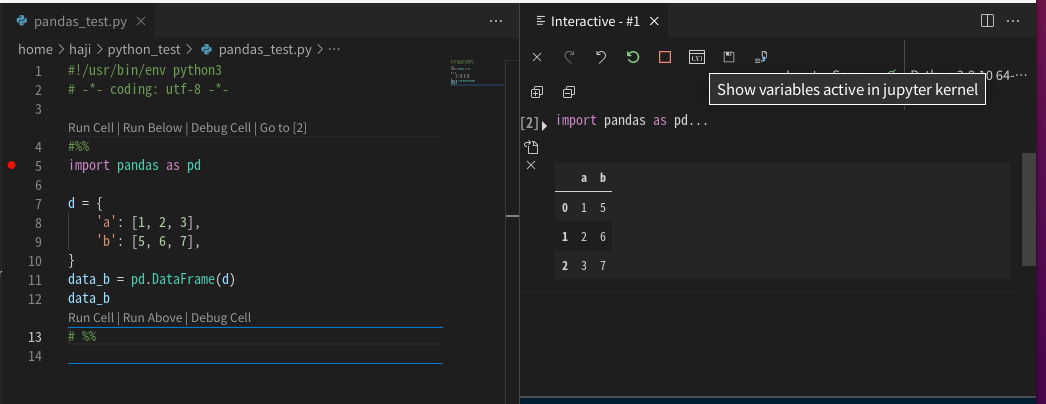 pandas_test.py
home > haji > python_test > pandas_test.py > ...
1 #!/usr/bin/env python3
2 # -*- coding: utf-8 -*-
3
Run Cell | Run Below | Debug Cell | Go to [2]
4 #%%
5 import pandas as pd
6
7 d = {
8 'a': [1, 2, 3],
9 'b': [5, 6, 7],
10 }
11 data_b = pd.DataFrame(d)
12 data_b
Run Cell | Run Above | Debug Cell
13 # %%
14
Interactive - #1
Show variables active in jupyter kernel
[2] import pandas as pd...
a b
0 1 5
1 2 6
2 3 7